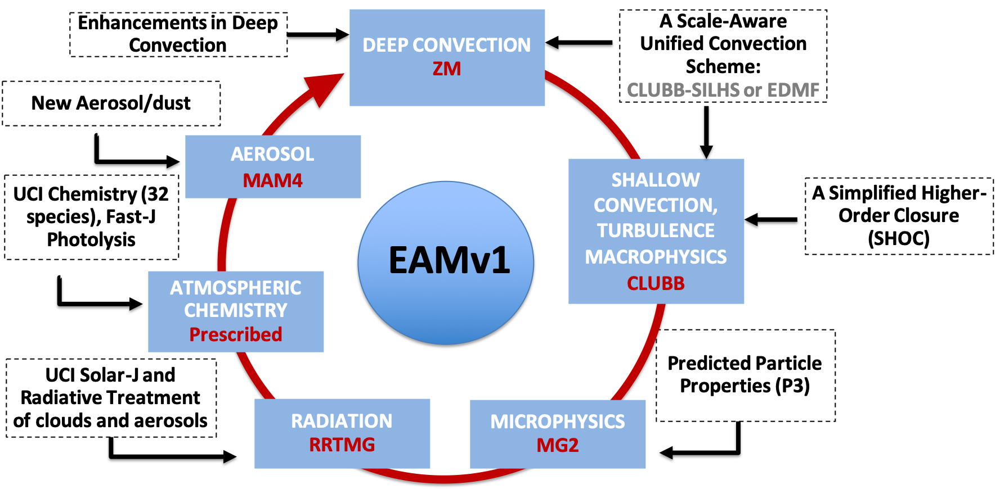 Enhancements in Deep
Convection
DEEP CONVECTION
ZM
A Scale-Aware
Unified Convection
Scheme:
CLUBB-SILHS or EDMF
New Aerosol/dust
AEROSOL
MAM4
SHALLOW
CONVECTION,
TURBULENCE
MACROPHYSICS
CLUBB
A Simplified Higher-
Order Closure
(SHOC)
UCI Chemistry (32
species), Fast-J
Photolysis
EAMv1
ATMOSPHERIC
CHEMISTRY
Prescribed
Predicted Particle
Properties (P3)
UCI Solar-J and
Radiative Treatment
of clouds and aerosols
RADIATION
RRTMG
MICROPHYSICS
MG2